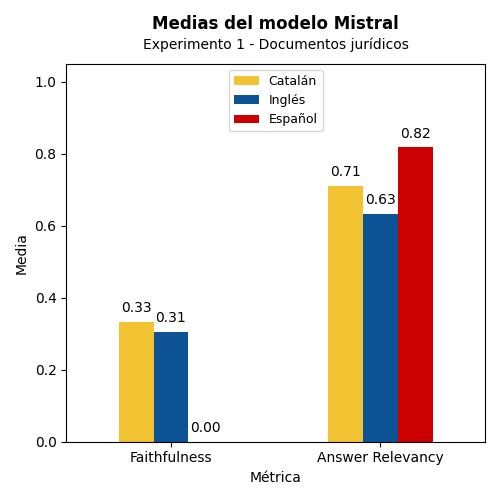 Medias del modelo Mistral
Experimento 1 - Documentos jurídicos
Catalán
Inglés
Español
1.0
0.8
0.6
0.4
0.2
0.0
Media
0.33
0.31
0.00
0.71
0.63
0.82
Faithfulness
Answer Relevancy
Métrica